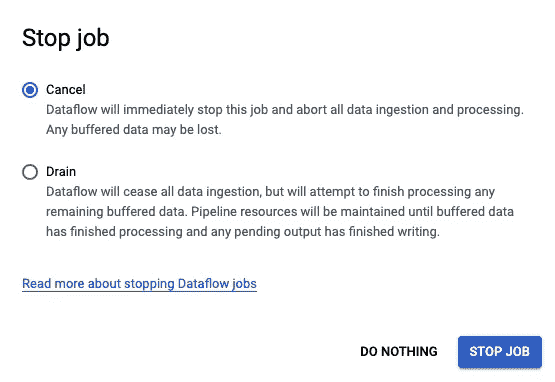 Stop job
Cancel
Dataflow will immediately stop this job and abort all data ingestion and processing.
Any buffered data may be lost.
Drain
Dataflow will cease all data ingestion, but will attempt to finish processing any
remaining buffered data. Pipeline resources will be maintained until buffered data
has finished processing and any pending output has finished writing.
Read more about stopping Dataflow jobs
DO NOTHING STOP JOB